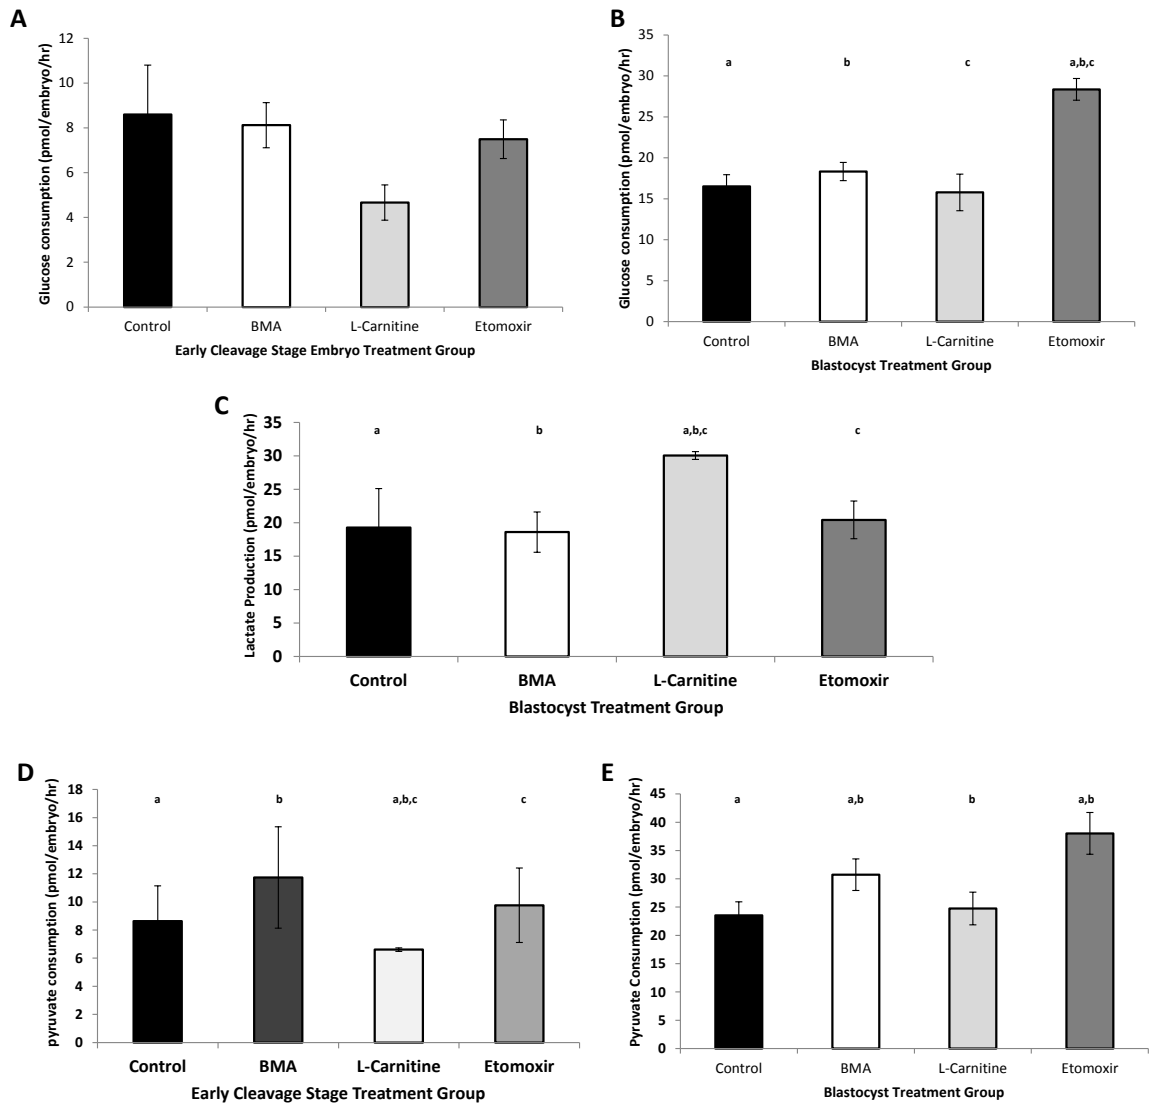 A
Glucose consumption (pmol/embryo/hr)
12
10
8
6
4
2
0
Control BMA L-Carnitine Etomoxir
Early Cleavage Stage Embryo Treatment Group
B
Glucose consumption (pmol/embryo/hr)
35
30
25
20
15
10
5
0
a b c a,b,c
Control BMA L-Carnitine Etomoxir
Blastocyst Treatment Group
C
Lactate Production (pmol/embryo/hr)
35
30
25
20
15
10
5
0
a b a,b,c c
Control BMA L-Carnitine Etomoxir
Blastocyst Treatment Group
D
pyruvate consumption (pmol/embryo/hr)
18
16
14
12
10
8
6
4
2
0
a b a,b,c c
Control BMA L-Carnitine Etomoxir
Early Cleavage Stage Treatment Group
E
Pyruvate Consumption (pmol/embryo/hr)
45
40
35
30
25
20
15
10
5
0
a a,b b a,b
Control BMA L-Carnitine Etomoxir
Blastocyst Treatment Group